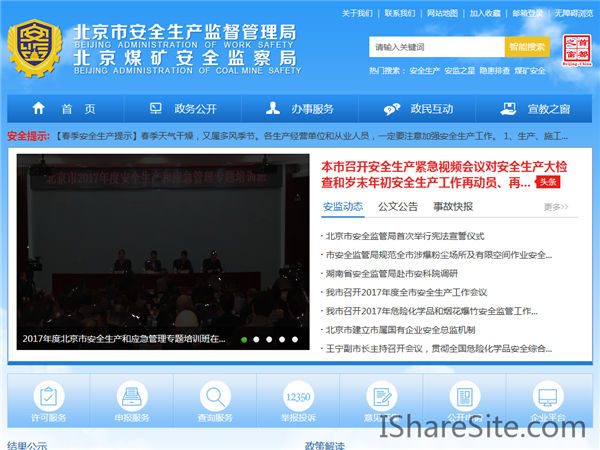 关于我们 | 联系我们 | 网站地图 | 加入收藏 | 邮箱登录 | 无障碍浏览
北京市安全生产监督管理局
BEIJING ADMINISTRATION OF WORK SAFETY
北京煤矿安全监察局
BEIJING ADMINISTRATION OF COAL MINE SAFETY
请输入关键词 智能搜索
首都之窗
Beijing-China
热门搜索: 安全生产 安监之星 隐患排查 煤矿安全
首 页 政务公开 办事服务 政民互动 宣教之窗
安全提示: 【春季安全生产提示】春季天气干燥，又属多风季节。各生产经营单位和从业人员，一定要注意加强安全生产工作。 1、生产、施工...
北京市2017年度安全生产和应急管理专题培训班
2017年度北京市安全生产和应急管理专题培训班在...
本市召开安全生产紧急视频会议对安全生产大检
查和岁末年初安全生产工作再动员、再... 头条
安监动态 公文公告 事故快报 更多>>
北京市安全监管局首次举行宪法宣誓仪式
市安全监管局规范全市涉爆粉尘场所及有限空间作业安全...
湖南省安全监管局赴市安科院调研
我市召开2017年度全市安全生产工作会议
我市召开2017年危险化学品和烟花爆竹安全监管工作...
北京市建立市属国有企业安全总监机制
王宁副市长主持召开会议，贯彻全国危险化学品安全综合...
12350
许可服务 申报服务 查询服务 举报投诉 意见 公开 企业平台
IShareSite.com
结果公示 政策解读